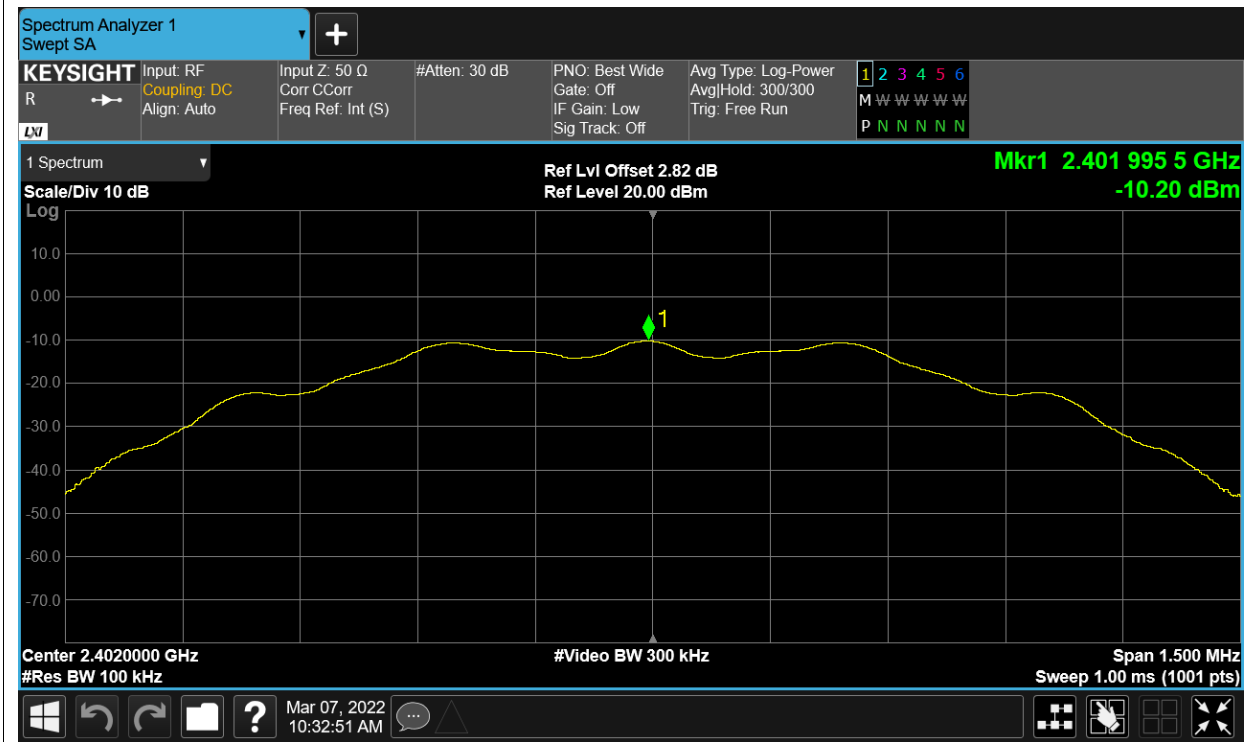 Spectrum Analyzer 1
Swept SA
+
KEYSIGHT
R
LXI
Input: RF
Coupling: DC
Align: Auto
Input Z: 50 Ω
Corr CCorr
Freq Ref: Int (S)
#Atten: 30 dB
PNO: Best Wide
Gate: Off
IF Gain: Low
Sig Track: Off
Avg Type: Log-Power
Avg|Hold: 300/300
Trig: Free Run
1 2 3 4 5 6
M W W W W W
P N N N N N
1 Spectrum
Scale/Div 10 dB
Ref Lvl Offset 2.82 dB
Ref Level 20.00 dBm
Mkr1 2.401 995 5 GHz
-10.20 dBm
Log
10.0
0.00
-10.0
-20.0
-30.0
-40.0
-50.0
-60.0
-70.0
1
Center 2.4020000 GHz
#Res BW 100 kHz
#Video BW 300 kHz
Span 1.500 MHz
Sweep 1.00 ms (1001 pts)
?
Mar 07, 2022
10:32:51 AM